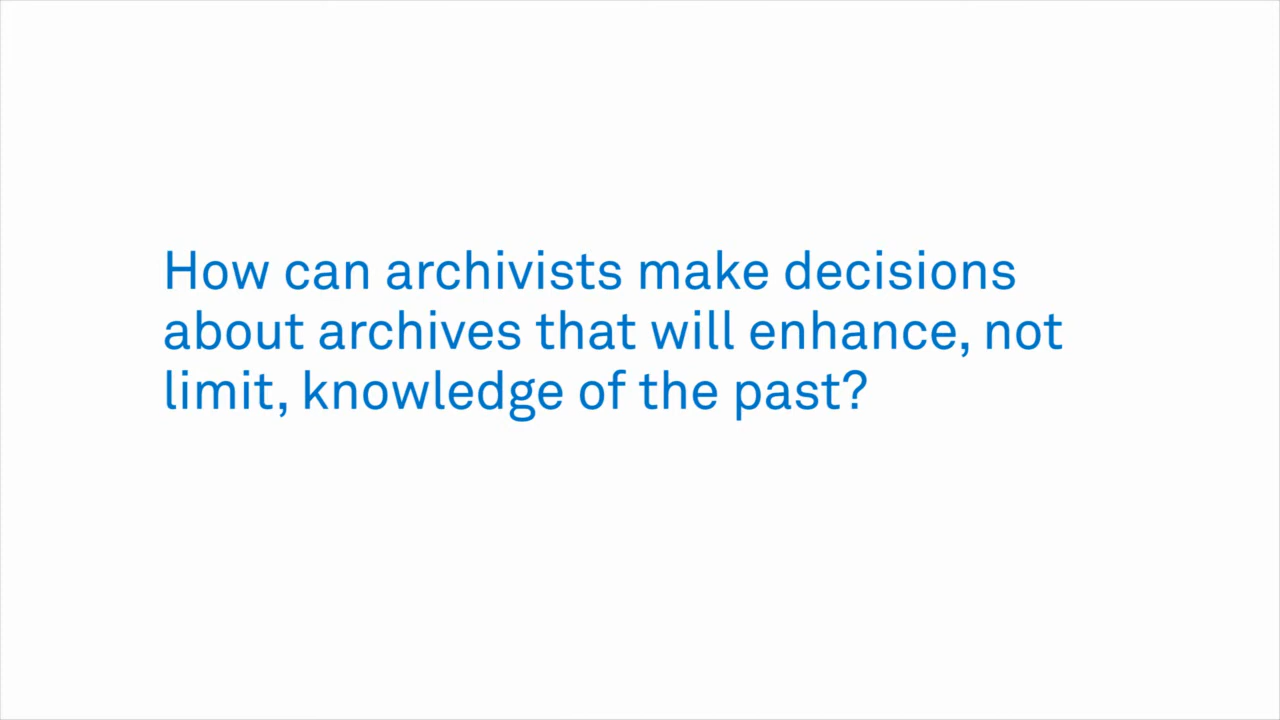 How can archivists make decisions
about archives that will enhance, not
limit, knowledge of the past?